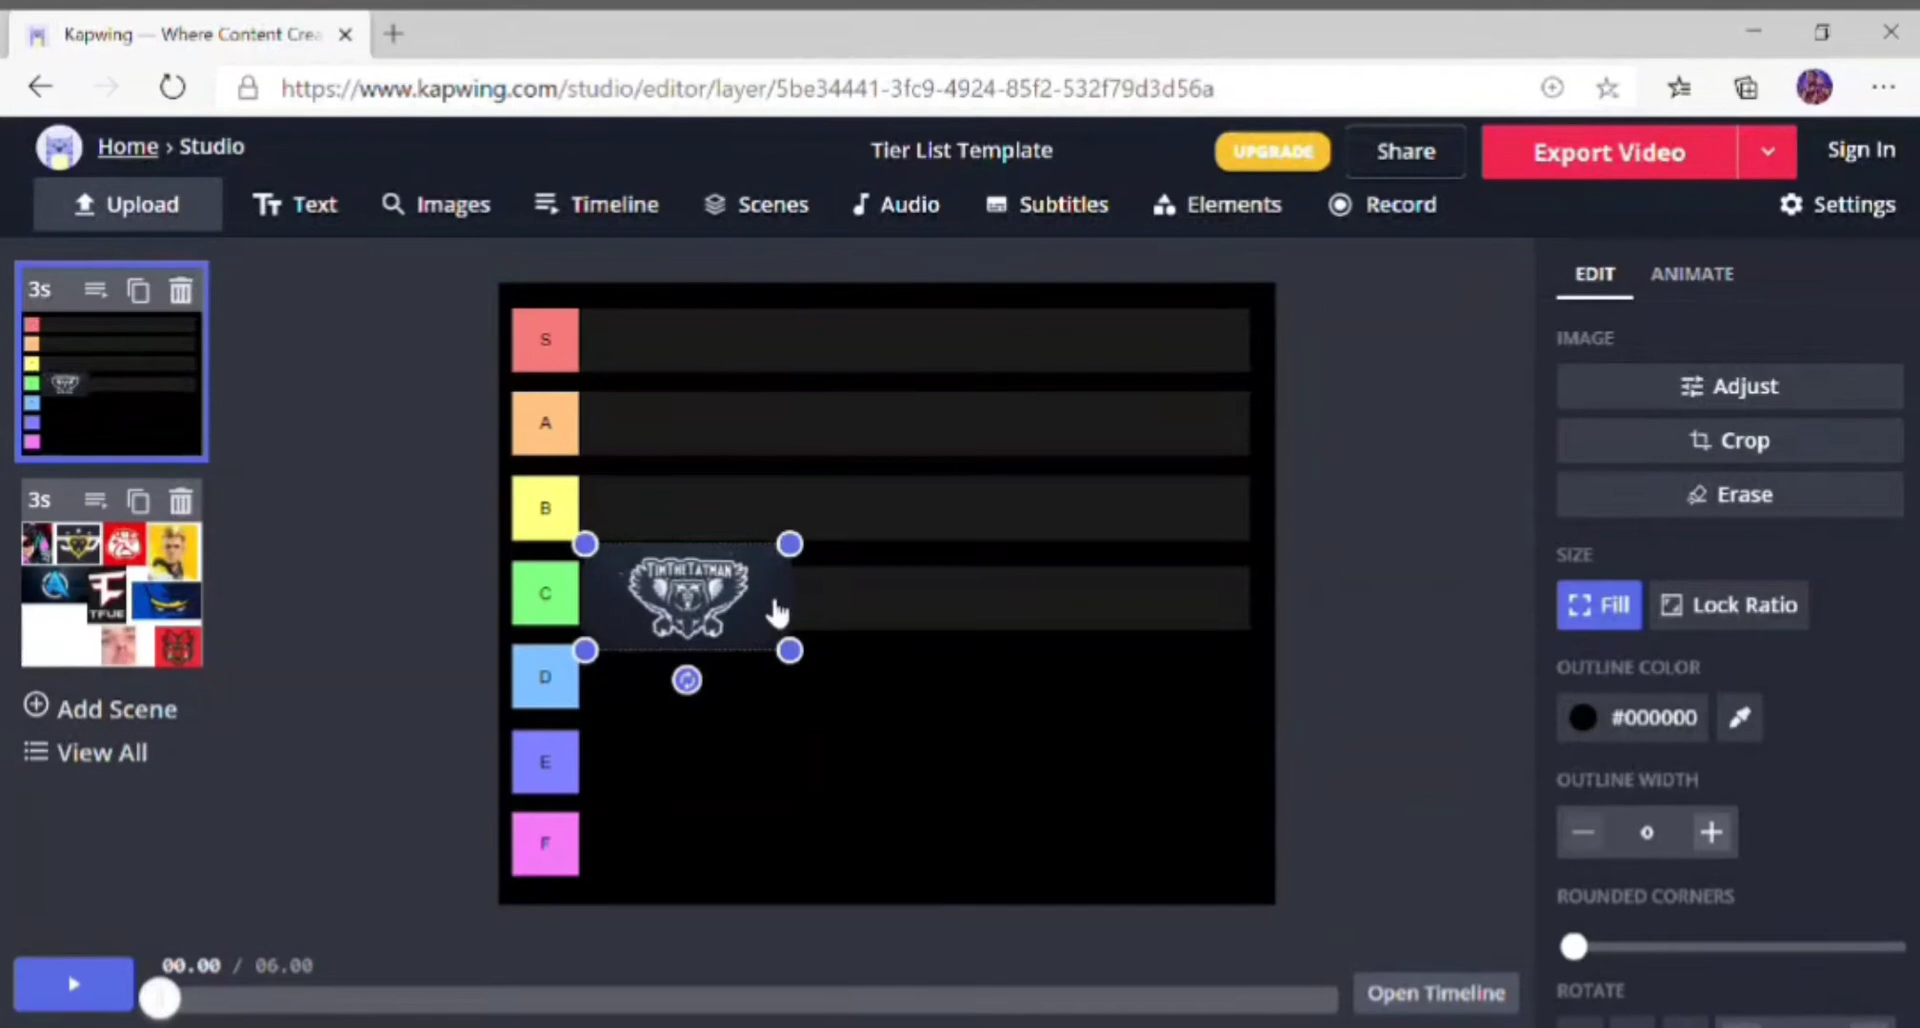 Kapwing — Where Content Crea
https://www.kapwing.com/studio/editor/layer/5be34441-3fc9-4924-85f2-532f79d3d56a
Home › Studio
Tier List Template
UPGRADE
Share
Export Video
Sign In
Upload
Text
Images
Timeline
Scenes
Audio
Subtitles
Elements
Record
Settings
3s
3s
TFUE
Add Scene
View All
S
A
B
C
TIMTHETATMAN
D
E
F
EDIT
ANIMATE
IMAGE
Adjust
Crop
Erase
SIZE
Fill
Lock Ratio
OUTLINE COLOR
#000000
OUTLINE WIDTH
0
ROUNDED CORNERS
ROTATE
00.00 / 06.00
Open Timeline